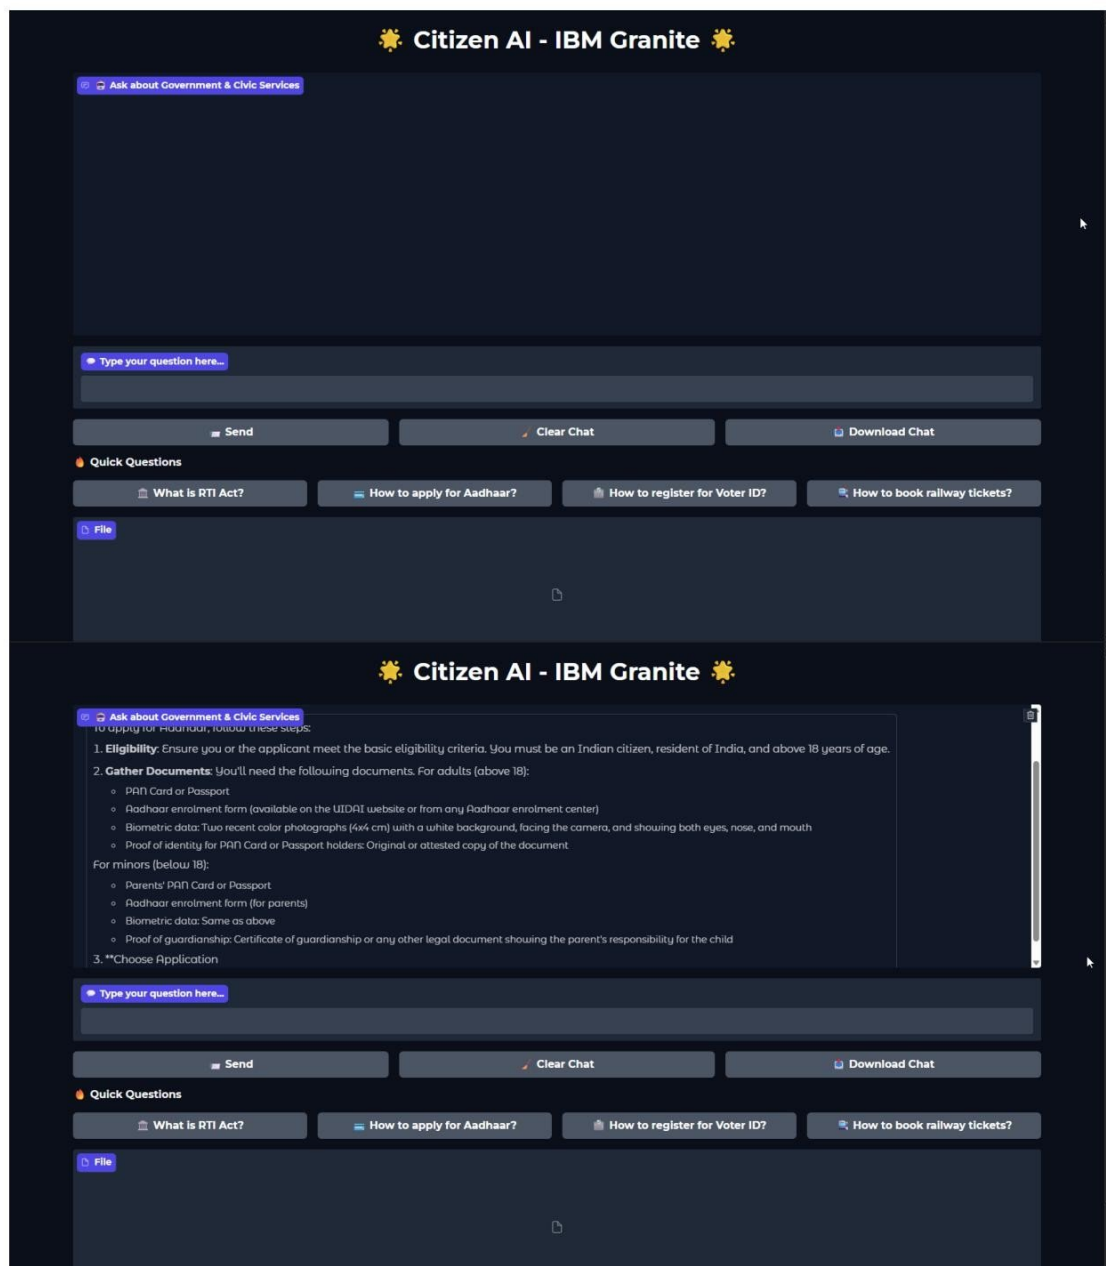 🌟 Citizen AI - IBM Granite 🌟
Ask about Government & Civic Services
Type your question here...
Send
Clear Chat
Download Chat
🔥 Quick Questions
🏛 What is RTI Act?
How to apply for Aadhaar?
How to register for Voter ID?
How to book railway tickets?
File
🌟 Citizen AI - IBM Granite 🌟
Ask about Government & Civic Services
To apply for Aadhaar, follow these steps:
1. Eligibility: Ensure you or the applicant meet the basic eligibility criteria. You must be an Indian citizen, resident of India, and above 18 years of age.
2. Gather Documents: You'll need the following documents. For adults (above 18):
◦ PAN Card or Passport
◦ Aadhaar enrolment form (available on the UIDAI website or from any Aadhaar enrolment center)
◦ Biometric data: Two recent color photographs (4x4 cm) with a white background, facing the camera, and showing both eyes, nose, and mouth
◦ Proof of identity for PAN Card or Passport holders: Original or attested copy of the document
For minors (below 18):
◦ Parents' PAN Card or Passport
◦ Aadhaar enrolment form (for parents)
◦ Biometric data: Same as above
◦ Proof of guardianship: Certificate of guardianship or any other legal document showing the parent's responsibility for the child
3. **Choose Application
Type your question here...
Send
Clear Chat
Download Chat
🔥 Quick Questions
🏛 What is RTI Act?
How to apply for Aadhaar?
How to register for Voter ID?
How to book railway tickets?
File